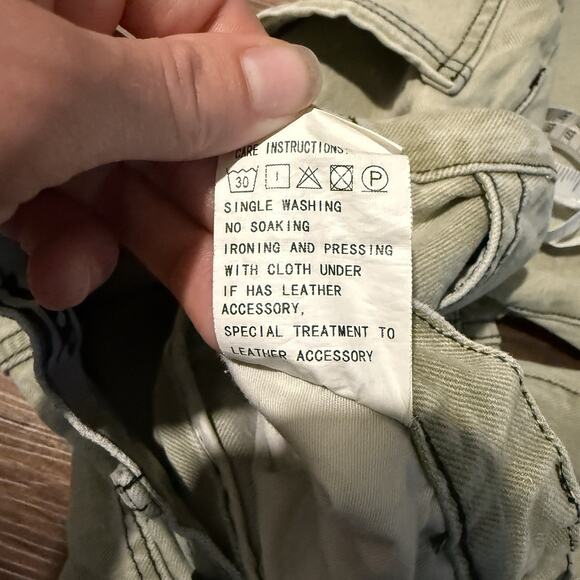 CARE INSTRUCTIONS:
30
P
SINGLE WASHING
NO SOAKING
IRONING AND PRESSING
WITH CLOTH UNDER
IF HAS LEATHER
ACCESSORY,
SPECIAL TREATMENT TO
LEATHER ACCESSORY